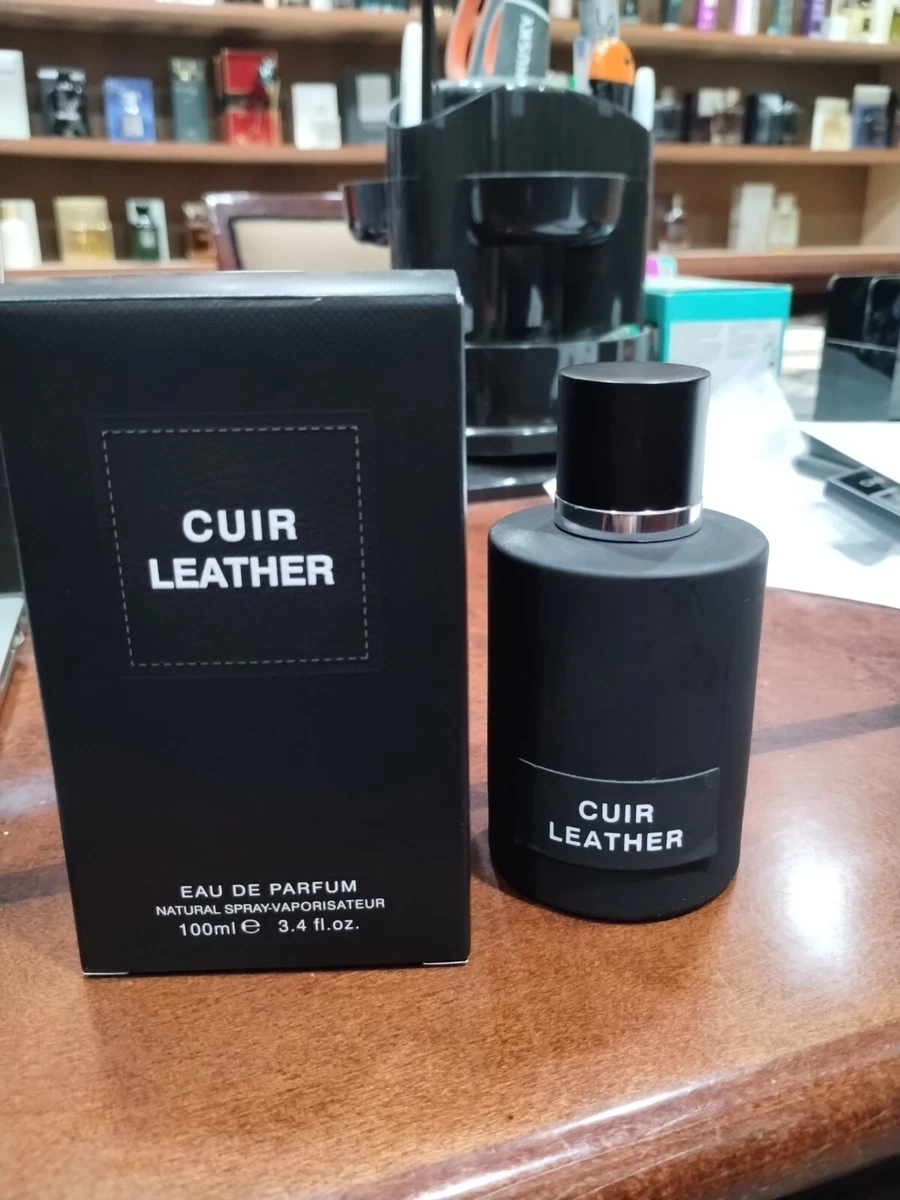 CUIR
LEATHER
EAU DE PARFUM
NATURAL SPRAY-VAPORISATEUR
100ml ℮ 3.4 fl.oz.
CUIR
LEATHER